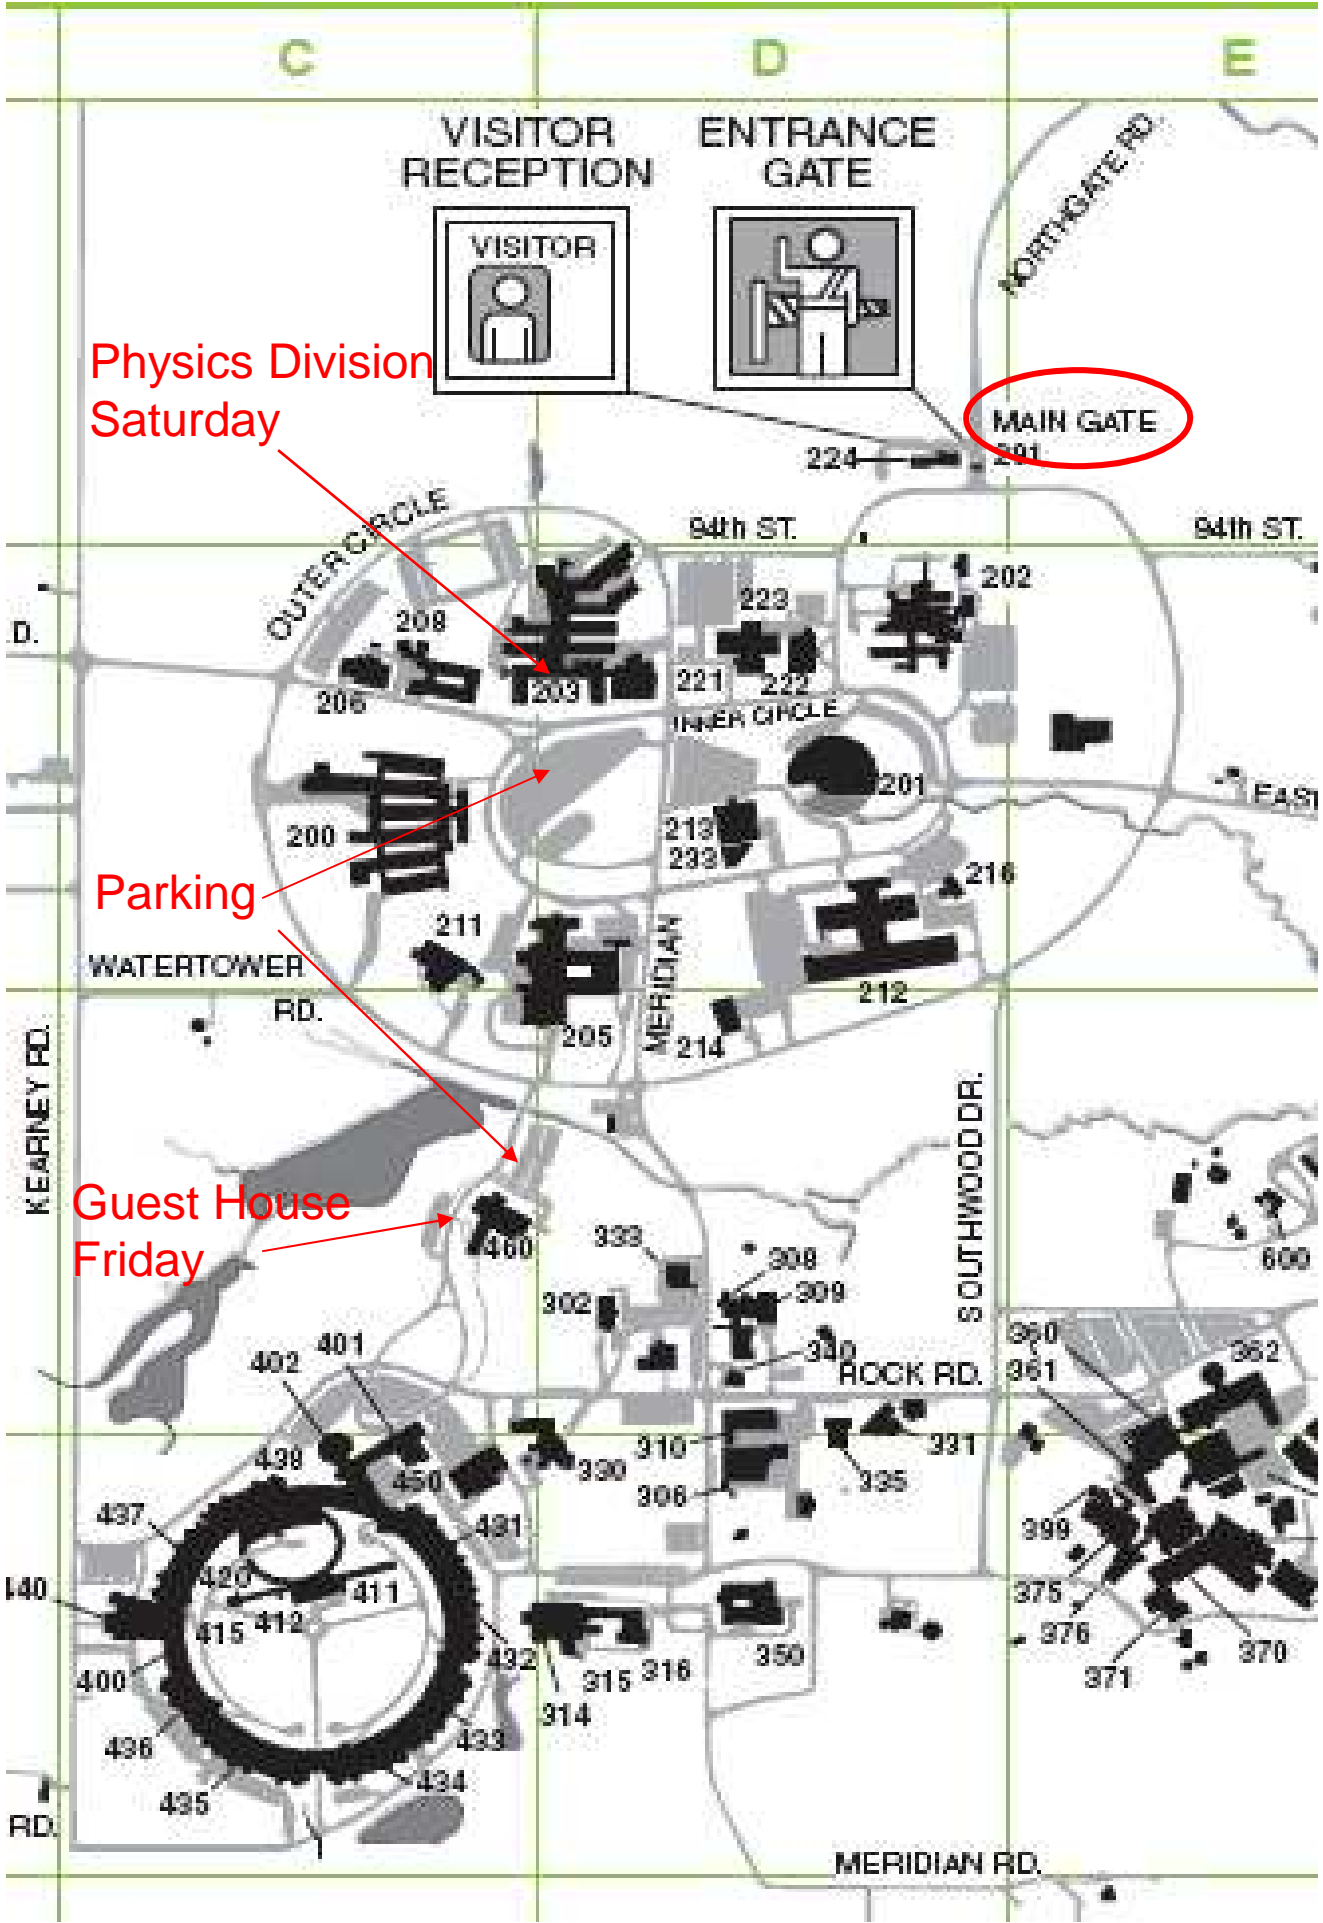 C
D
E
VISITOR
RECEPTION
ENTRANCE
GATE
VISITOR
NORTHGATE RD.
Physics Division
Saturday
MAIN GATE
224
291
OUTER CIRCLE
94th ST.
94th ST.
202
223
208
D.
206
203
221
222
INNER CIRCLE
201
EAST
200
213
233
216
Parking
211
WATERTOWER
RD.
MERIDIAN
212
205
214
KEARNEY RD.
SOUTHWOOD DR.
Guest House
Friday
460
333
308
309
600
302
340
360
361
362
401
402
ROCK RD.
310
331
335
330
306
439
450
437
431
399
440
420
411
412
415
375
376
400
432
315
316
350
371
370
314
436
433
434
435
RD.
MERIDIAN RD.